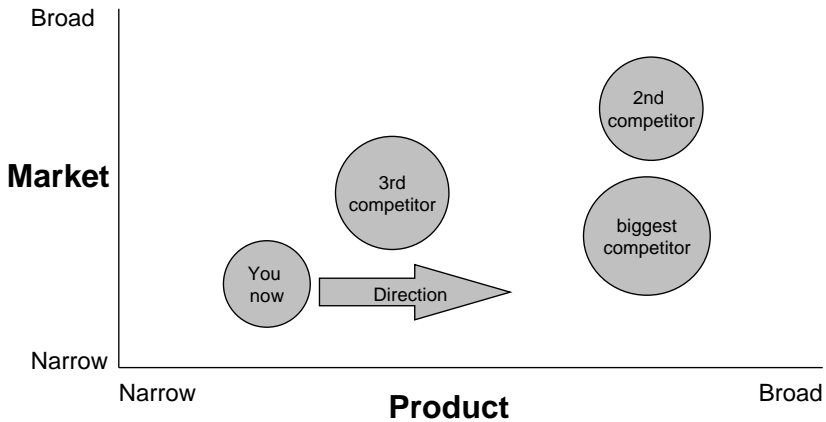 Broad
2nd
competitor
Market
3rd
competitor
biggest
competitor
You
now
Direction
Narrow
Narrow
Broad
Product